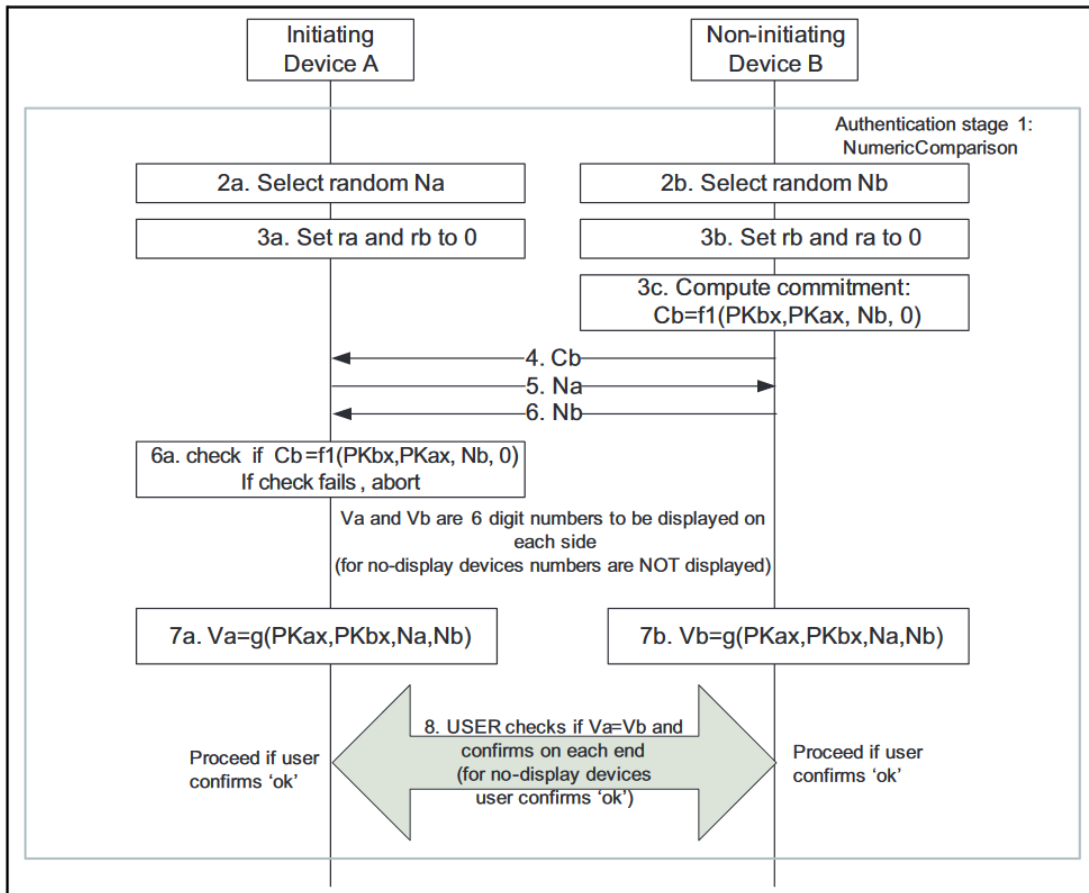 Initiating
Device A
Non-initiating
Device B
Authentication stage 1:
NumericComparison
2a. Select random Na
2b. Select random Nb
3a. Set ra and rb to 0
3b. Set rb and ra to 0
3c. Compute commitment:
Cb=f1(PKbx,PKax, Nb, 0)
4. Cb
5. Na
6. Nb
6a. check if Cb=f1(PKbx,PKax, Nb, 0)
If check fails, abort
Va and Vb are 6 digit numbers to be displayed on
each side
(for no-display devices numbers are NOT displayed)
7a. Va=g(PKax,PKbx,Na,Nb)
7b. Vb=g(PKax,PKbx,Na,Nb)
8. USER checks if Va=Vb and
confirms on each end
(for no-display devices
user confirms ‘ok’)
Proceed if user
confirms ‘ok’
Proceed if user
confirms ‘ok’